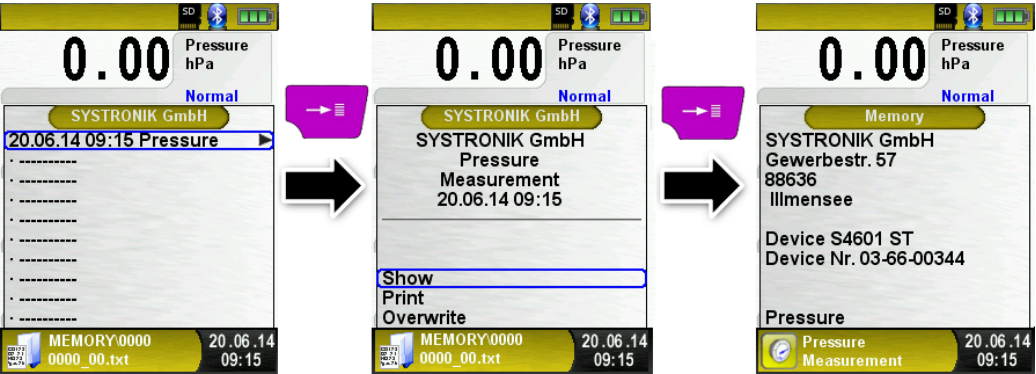 SD
0.00
Pressure
hPa
Normal
SYSTRONIK GmbH
20.06.14 09:15 Pressure
· ----------
· ----------
· ----------
· ----------
· ----------
· ----------
· ----------
· ----------
· ----------
MEMORY\0000
0000_00.txt
20.06.14
09:15
SD
0.00
Pressure
hPa
Normal
SYSTRONIK GmbH
SYSTRONIK GmbH
Pressure
Measurement
20.06.14 09:15
Show
Print
Overwrite
MEMORY\0000
0000_00.txt
20.06.14
09:15
SD
0.00
Pressure
hPa
Normal
Memory
SYSTRONIK GmbH
Gewerbestr. 57
88636
Illmensee
Device S4601 ST
Device Nr. 03-66-00344
Pressure
Pressure
Measurement
20.06.14
09:15